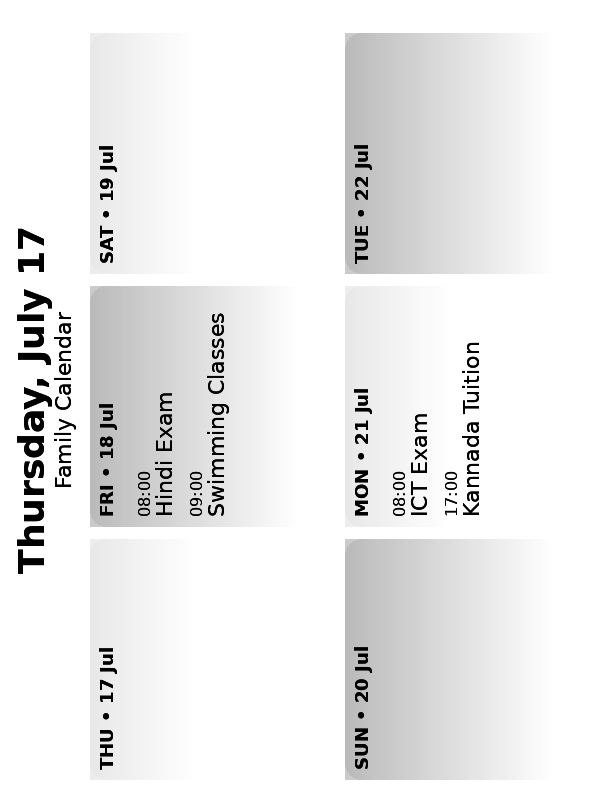 Thursday, July 17
Family Calendar
THU • 17 Jul
FRI • 18 Jul
08:00
Hindi Exam
09:00
Swimming Classes
SAT • 19 Jul
SUN • 20 Jul
MON • 21 Jul
08:00
ICT Exam
17:00
Kannada Tuition
TUE • 22 Jul